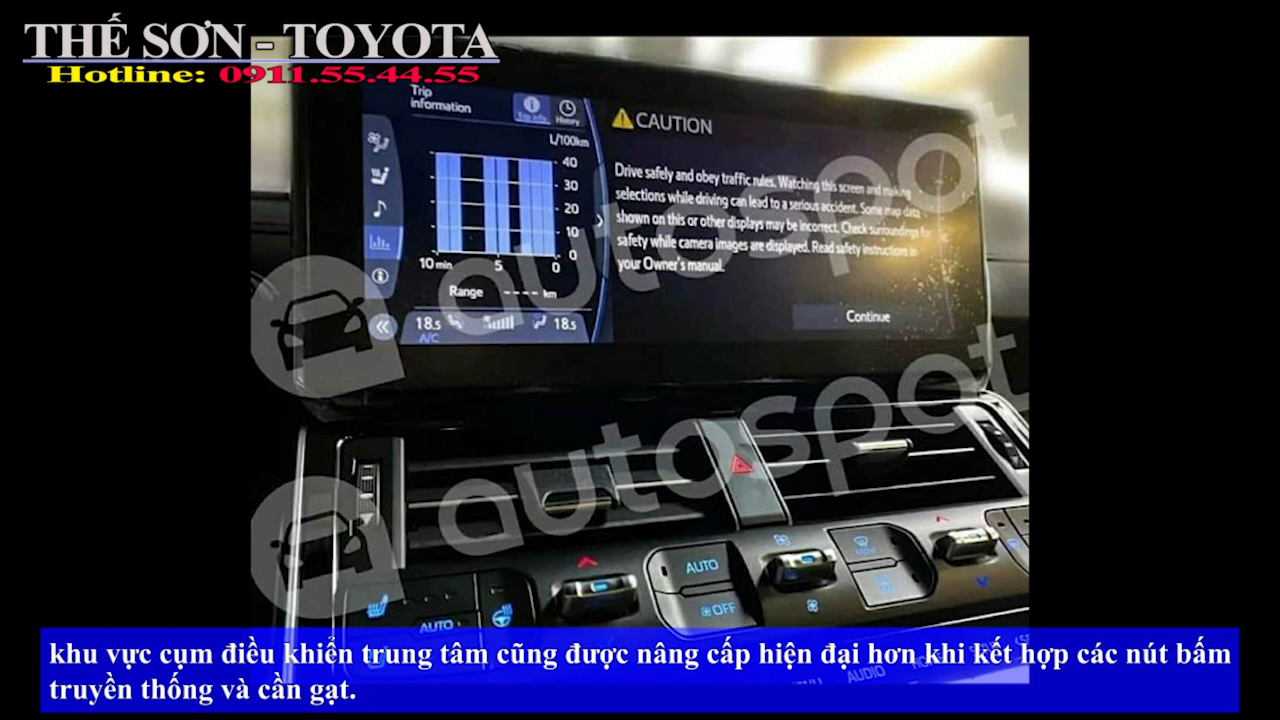 THẾ SƠN - TOYOTA
Hotline: 0911.55.44.55
Trip information
Trip info
History
L/100km
40
30
20
10
0
10 min 5 0
Range ---- km
18.5 18.5
A/C
CAUTION
Drive safely and obey traffic rules. Watching this screen and making
selections while driving can lead to a serious accident. Some map data
shown on this or other displays may be incorrect. Check surroundings for
safety while camera images are displayed. Read safety instructions in
your Owner's manual.
Continue
autospot
autospot
AUTO
OFF
AUTO
AUDIO
khu vực cụm điều khiển trung tâm cũng được nâng cấp hiện đại hơn khi kết hợp các nút bấm
truyền thống và cần gạt.